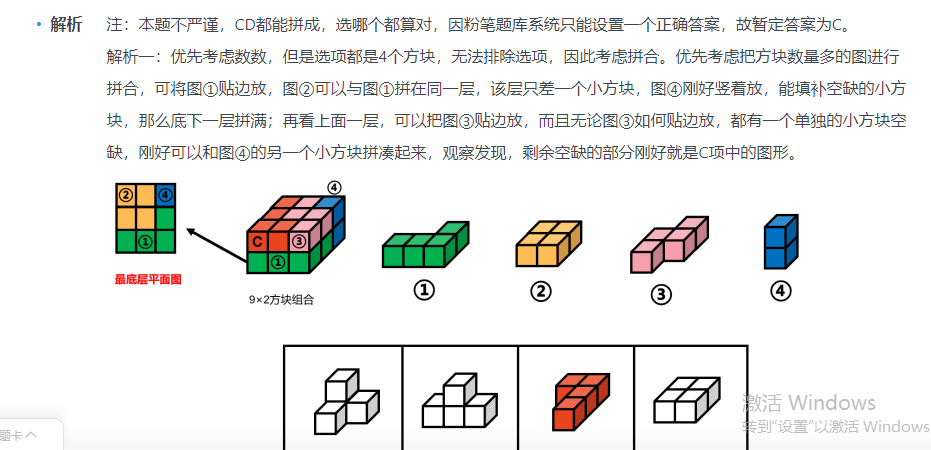 • 解析 注：本题不严谨，CD都能拼成，选哪个都算对，因粉笔题库系统只能设置一个正确答案，故暂定答案为C。
解析一：优先考虑数数，但是选项都是4个方块，无法排除选项，因此考虑拼合。优先考虑把方块数量多的图进行
拼合，可将图①贴边放，图②可以与图①拼在同一层，该层只差一个小方块，图④刚好竖着放，能填补空缺的小方
块，那么底下一层拼满；再看上面一层，可以把图③贴边放，而且无论图③如何贴边放，都有一个单独的小方块空
缺，刚好可以和图④的另一个小方块拼凑起来，观察发现，剩余空缺的部分刚好就是C项中的图形。
② ④
①
最底层平面图
④
C ③
①
9×2方块组合
① ② ③ ④
激活 Windows
转到“设置”以激活 Windows
题卡